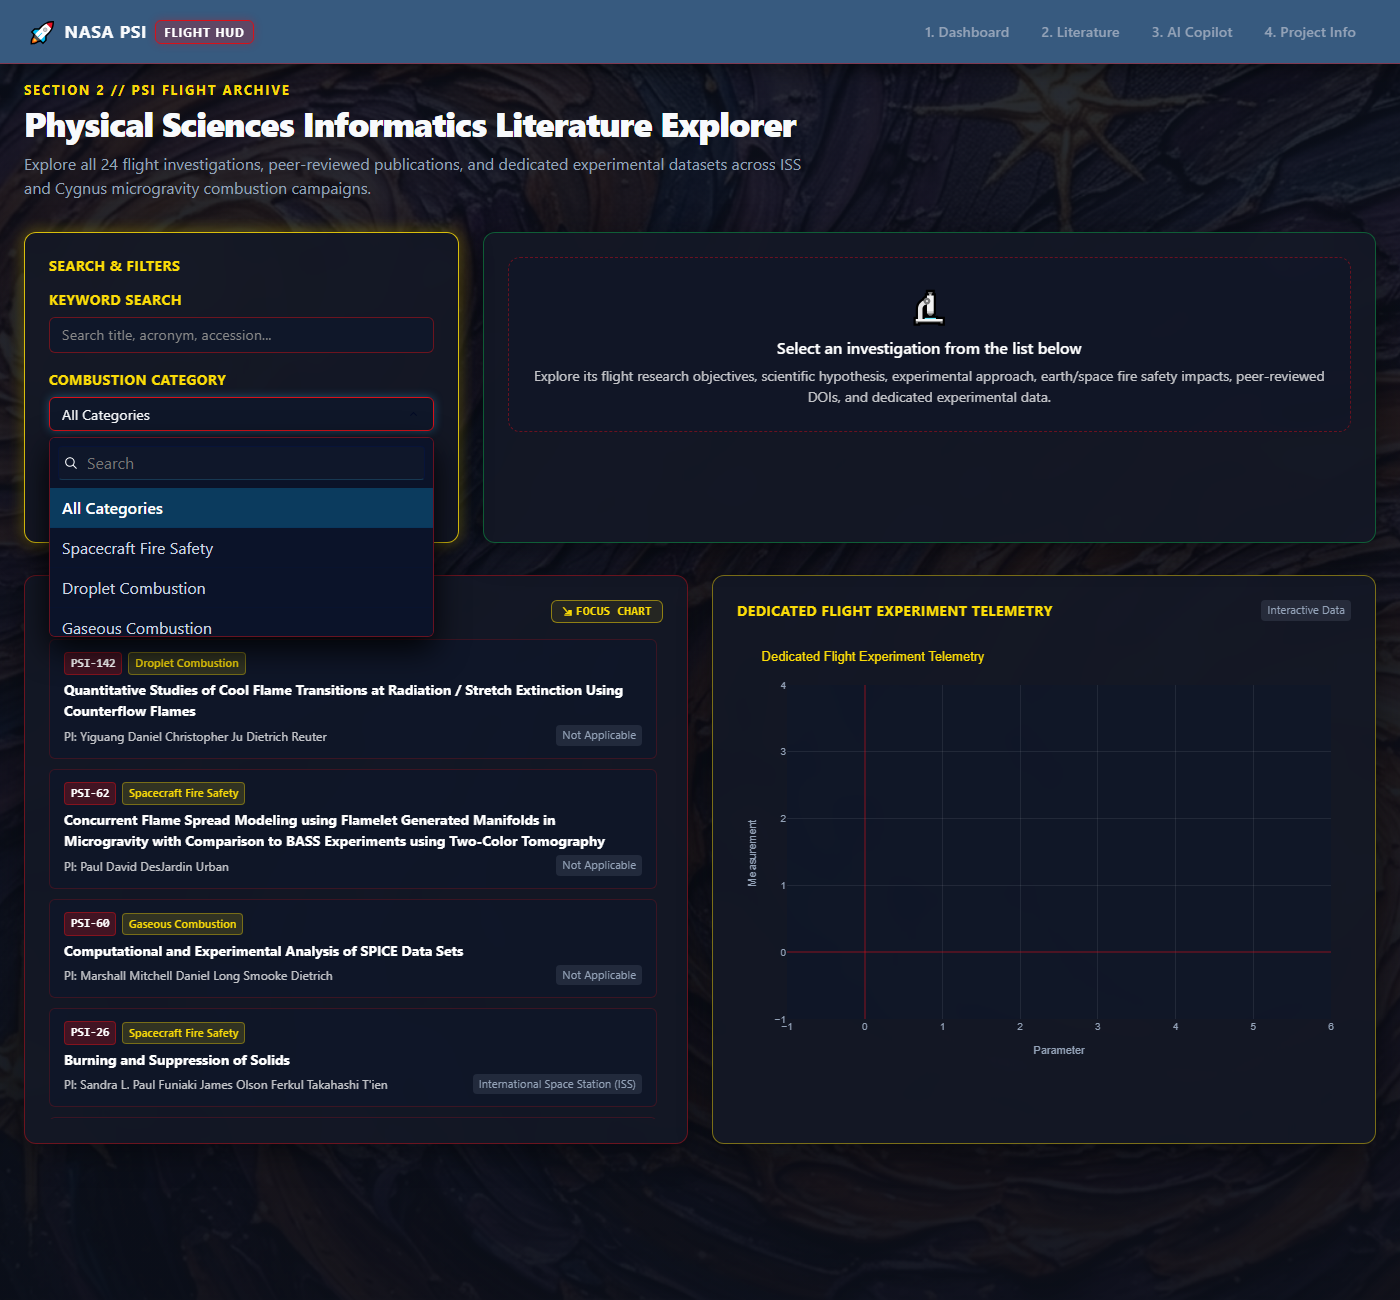 NASA PSI FLIGHT HUD
1. Dashboard
2. Literature
3. AI Copilot
4. Project Info
SECTION 2 // PSI FLIGHT ARCHIVE
Physical Sciences Informatics Literature Explorer
Explore all 24 flight investigations, peer-reviewed publications, and dedicated experimental datasets across ISS
and Cygnus microgravity combustion campaigns.
SEARCH & FILTERS
KEYWORD SEARCH
Search title, acronym, accession...
COMBUSTION CATEGORY
All Categories
Search
All Categories
Spacecraft Fire Safety
Droplet Combustion
Gaseous Combustion
Select an investigation from the list below
Explore its flight research objectives, scientific hypothesis, experimental approach, earth/space fire safety impacts, peer-reviewed
DOIs, and dedicated experimental data.
FOCUS CHART
PSI-142 Droplet Combustion
Quantitative Studies of Cool Flame Transitions at Radiation / Stretch Extinction Using
Counterflow Flames
PI: Yiguang Daniel Christopher Ju Dietrich Reuter
Not Applicable
PSI-62 Spacecraft Fire Safety
Concurrent Flame Spread Modeling using Flamelet Generated Manifolds in
Microgravity with Comparison to BASS Experiments using Two-Color Tomography
PI: Paul David DesJardin Urban
Not Applicable
PSI-60 Gaseous Combustion
Computational and Experimental Analysis of SPICE Data Sets
PI: Marshall Mitchell Daniel Long Smooke Dietrich
Not Applicable
PSI-26 Spacecraft Fire Safety
Burning and Suppression of Solids
PI: Sandra L. Paul Funiaki James Olson Ferkul Takahashi T'ien
International Space Station (ISS)
DEDICATED FLIGHT EXPERIMENT TELEMETRY
Interactive Data
Dedicated Flight Experiment Telemetry
4
3
2
1
0
−1
Measurement
−1 0 1 2 3 4 5 6
Parameter